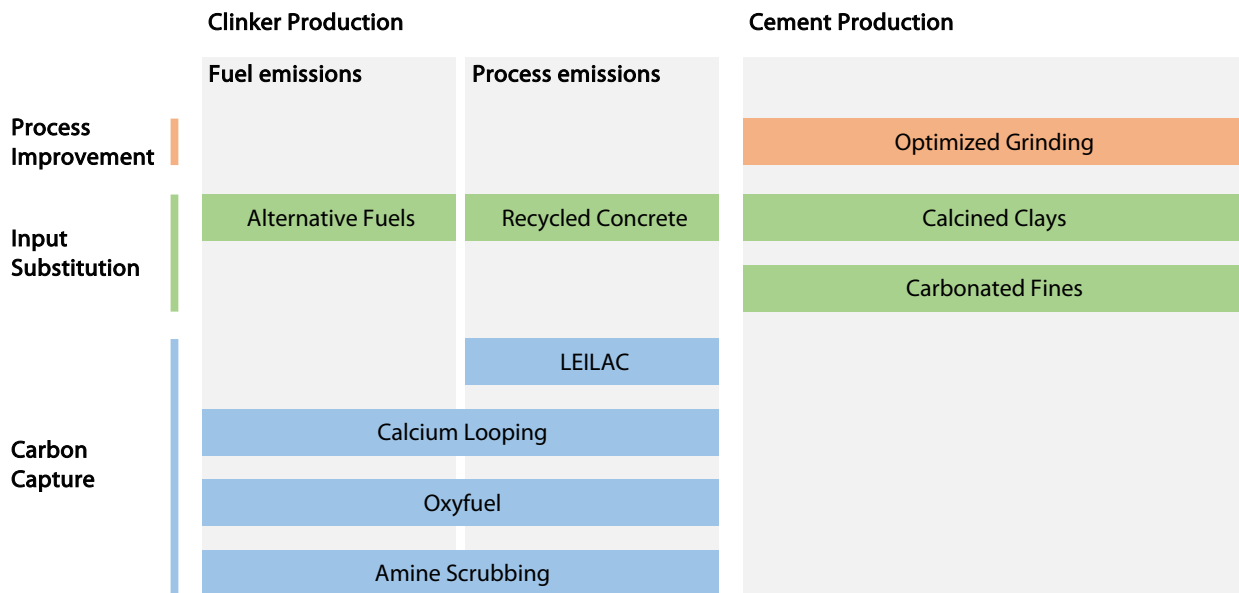 Clinker Production
Cement Production
Fuel emissions
Process emissions
Process
Improvement
Optimized Grinding
Input
Substitution
Alternative Fuels
Recycled Concrete
Calcined Clays
Carbonated Fines
Carbon
Capture
LEILAC
Calcium Looping
Oxyfuel
Amine Scrubbing